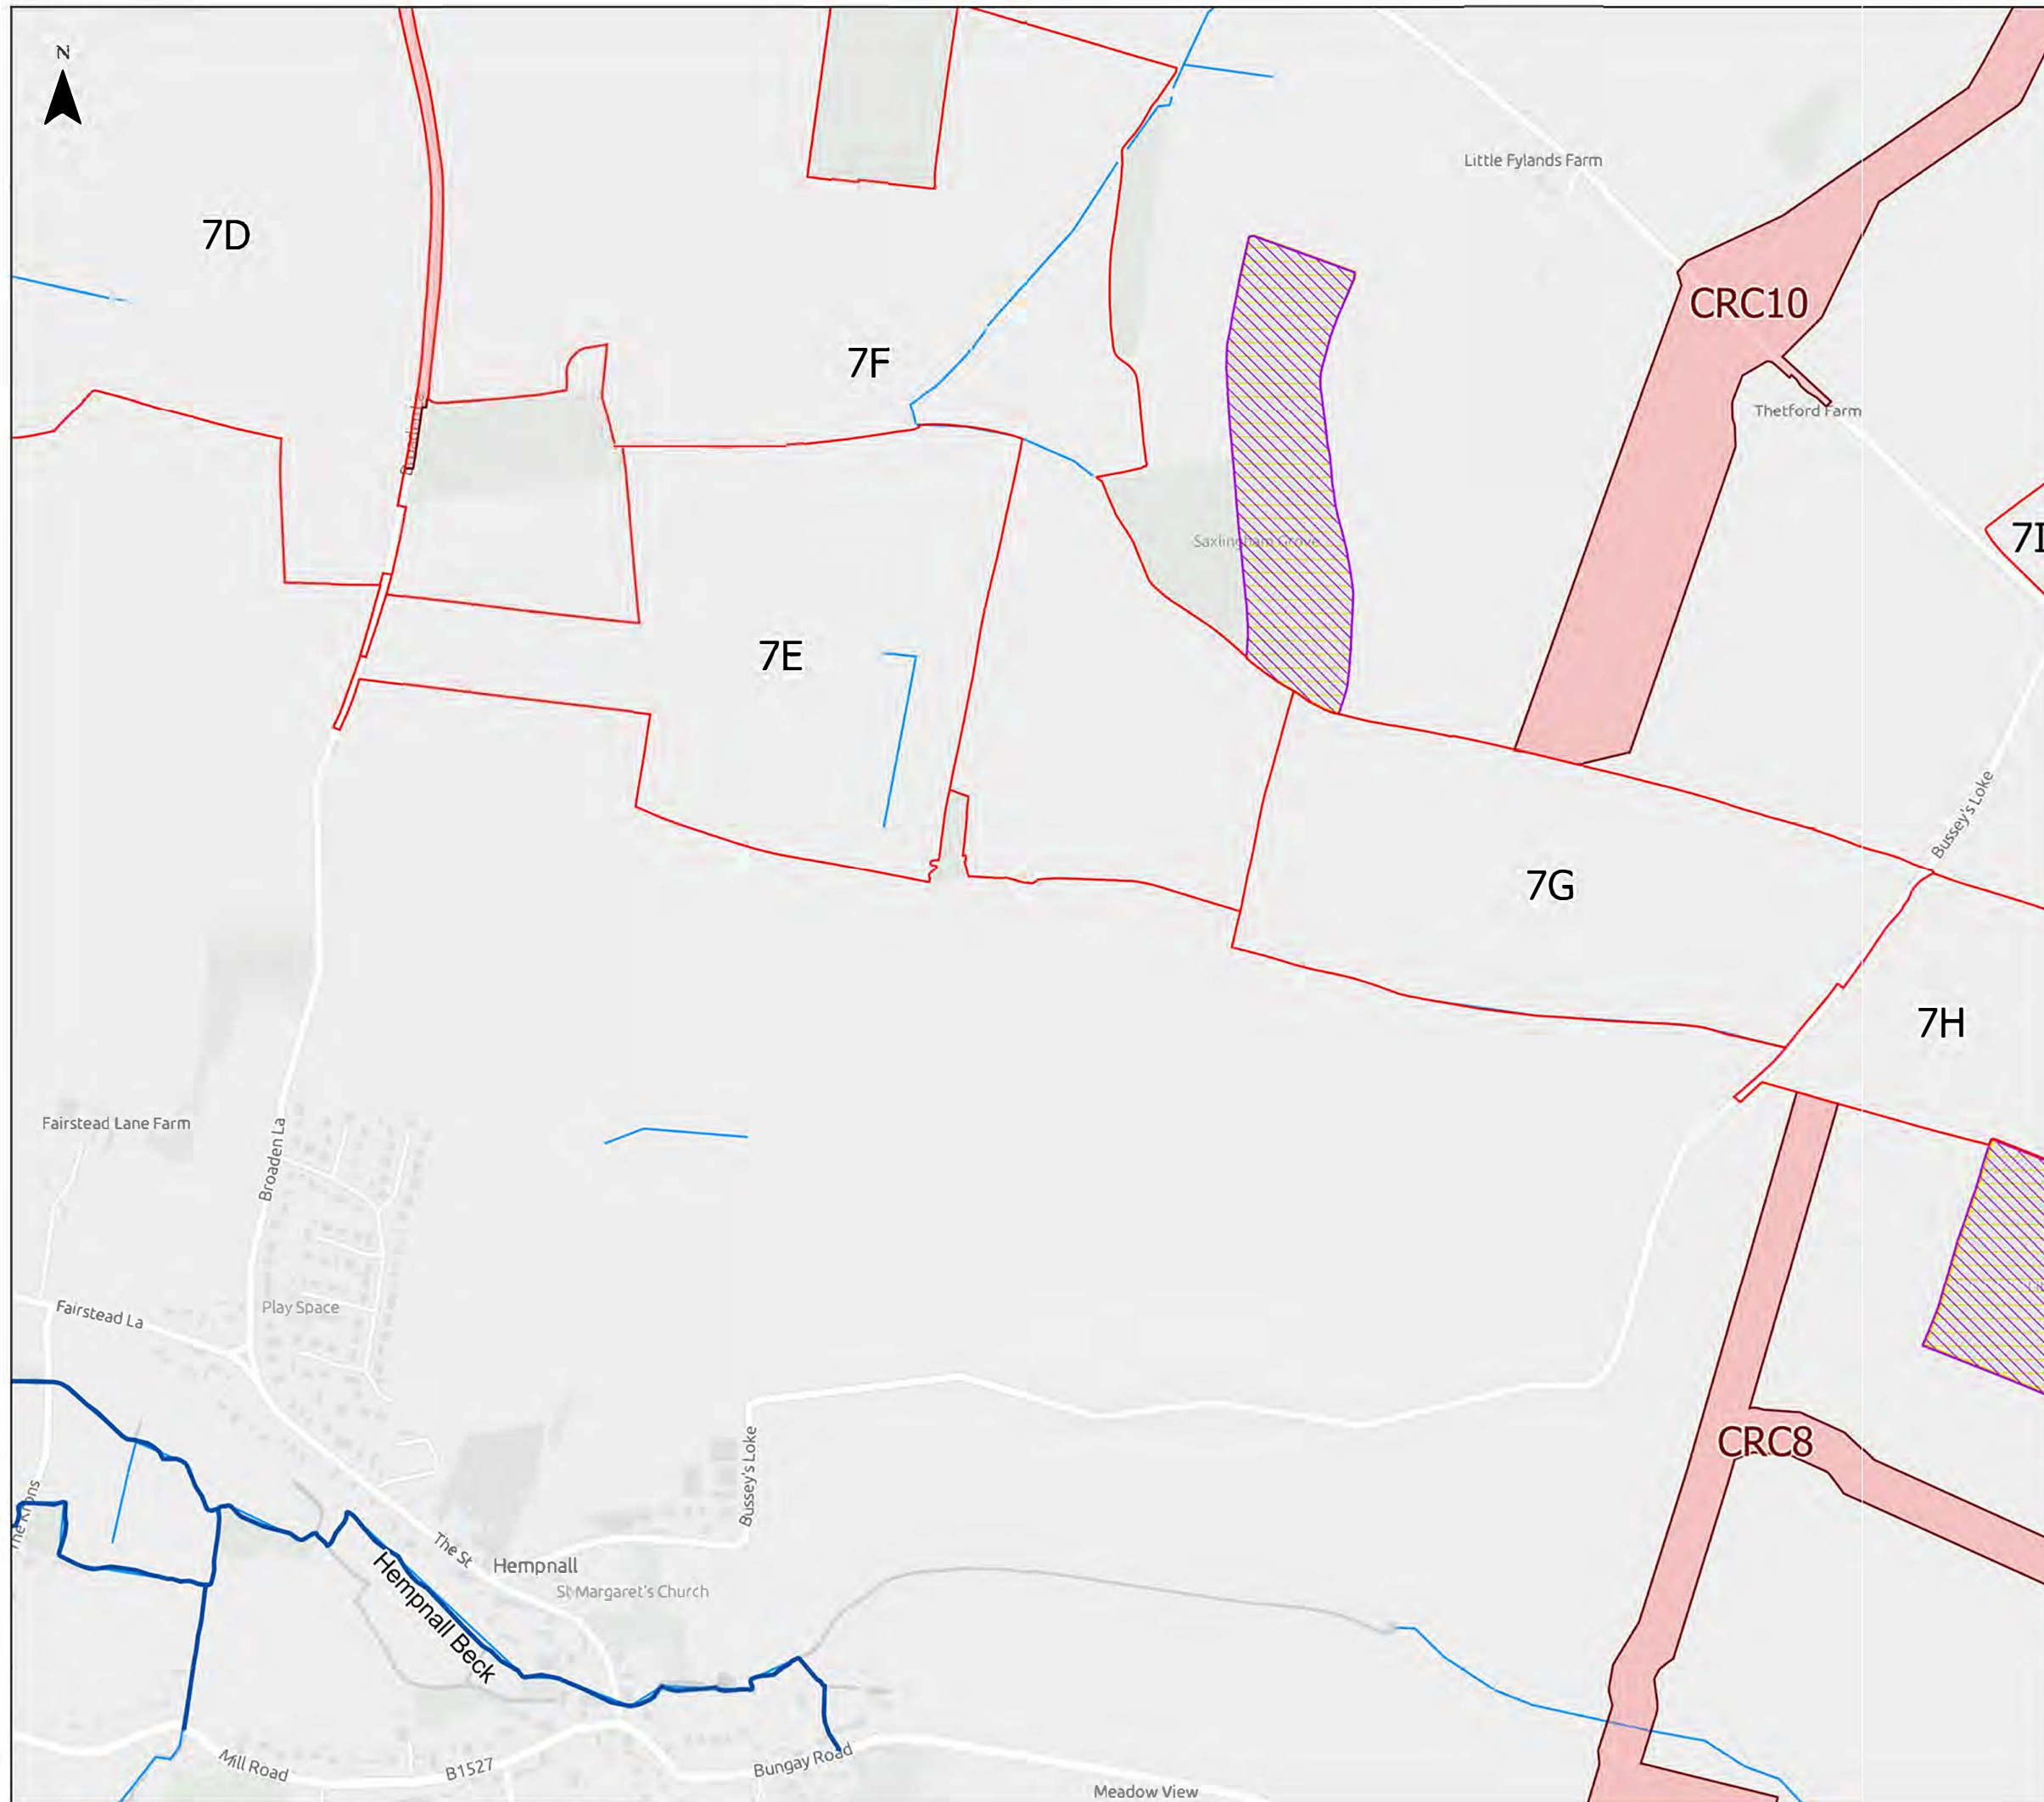 N
Little Fylands Farm
7D
CRC10
7F
Thetford Farm
7I
Saxlingham Grove
7E
Bussey's Loke
7G
7H
Fairstead Lane Farm
Broaden La
Play Space
Fairstead La
CRC8
Bussey's Loke
The St
Hempnall
St Margaret's Church
Hempnall Beck
Mill Road
B1527
Bungay Road
Meadow View